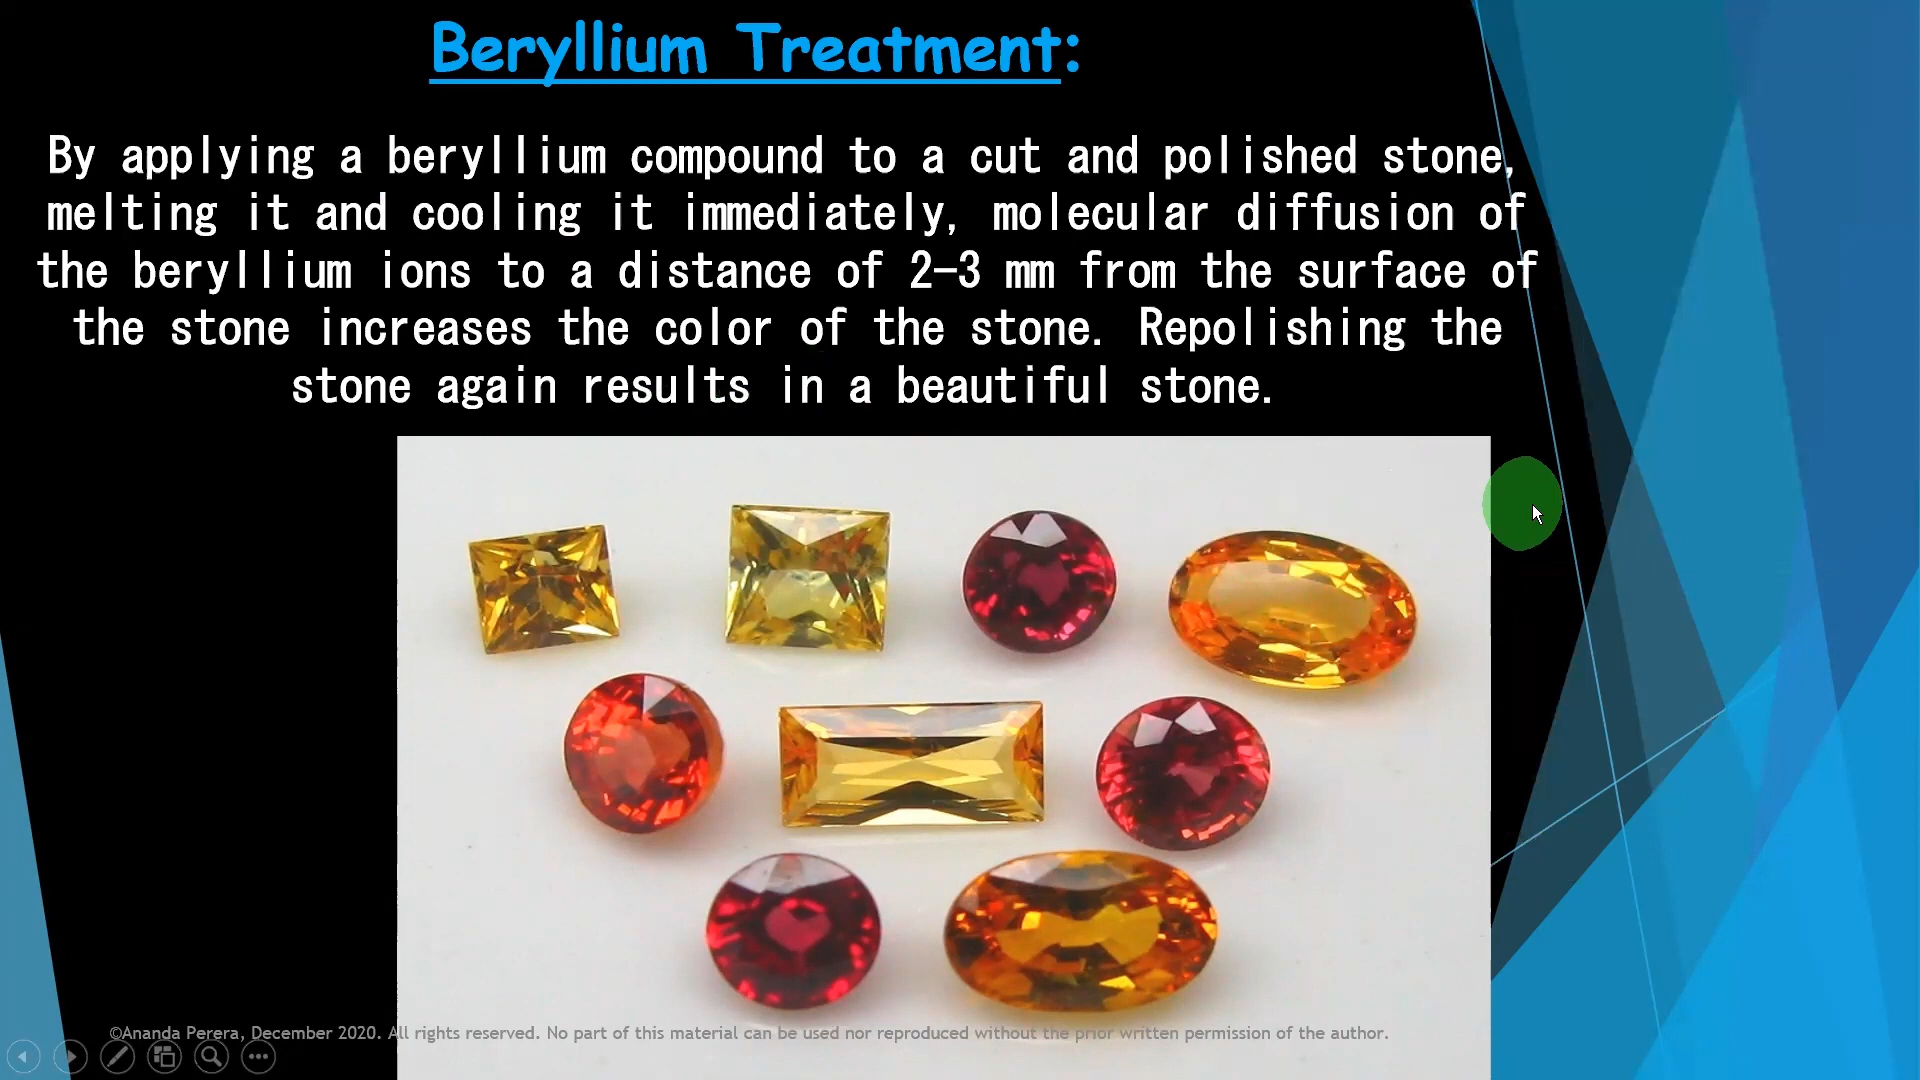 Beryllium Treatment:
By applying a beryllium compound to a cut and polished stone,
melting it and cooling it immediately, molecular diffusion of
the beryllium ions to a distance of 2-3 mm from the surface of
the stone increases the color of the stone. Repolishing the
stone again results in a beautiful stone.
©Ananda Perera, December 2020. All rights reserved. No part of this material can be used nor reproduced without the prior written permission of the author.